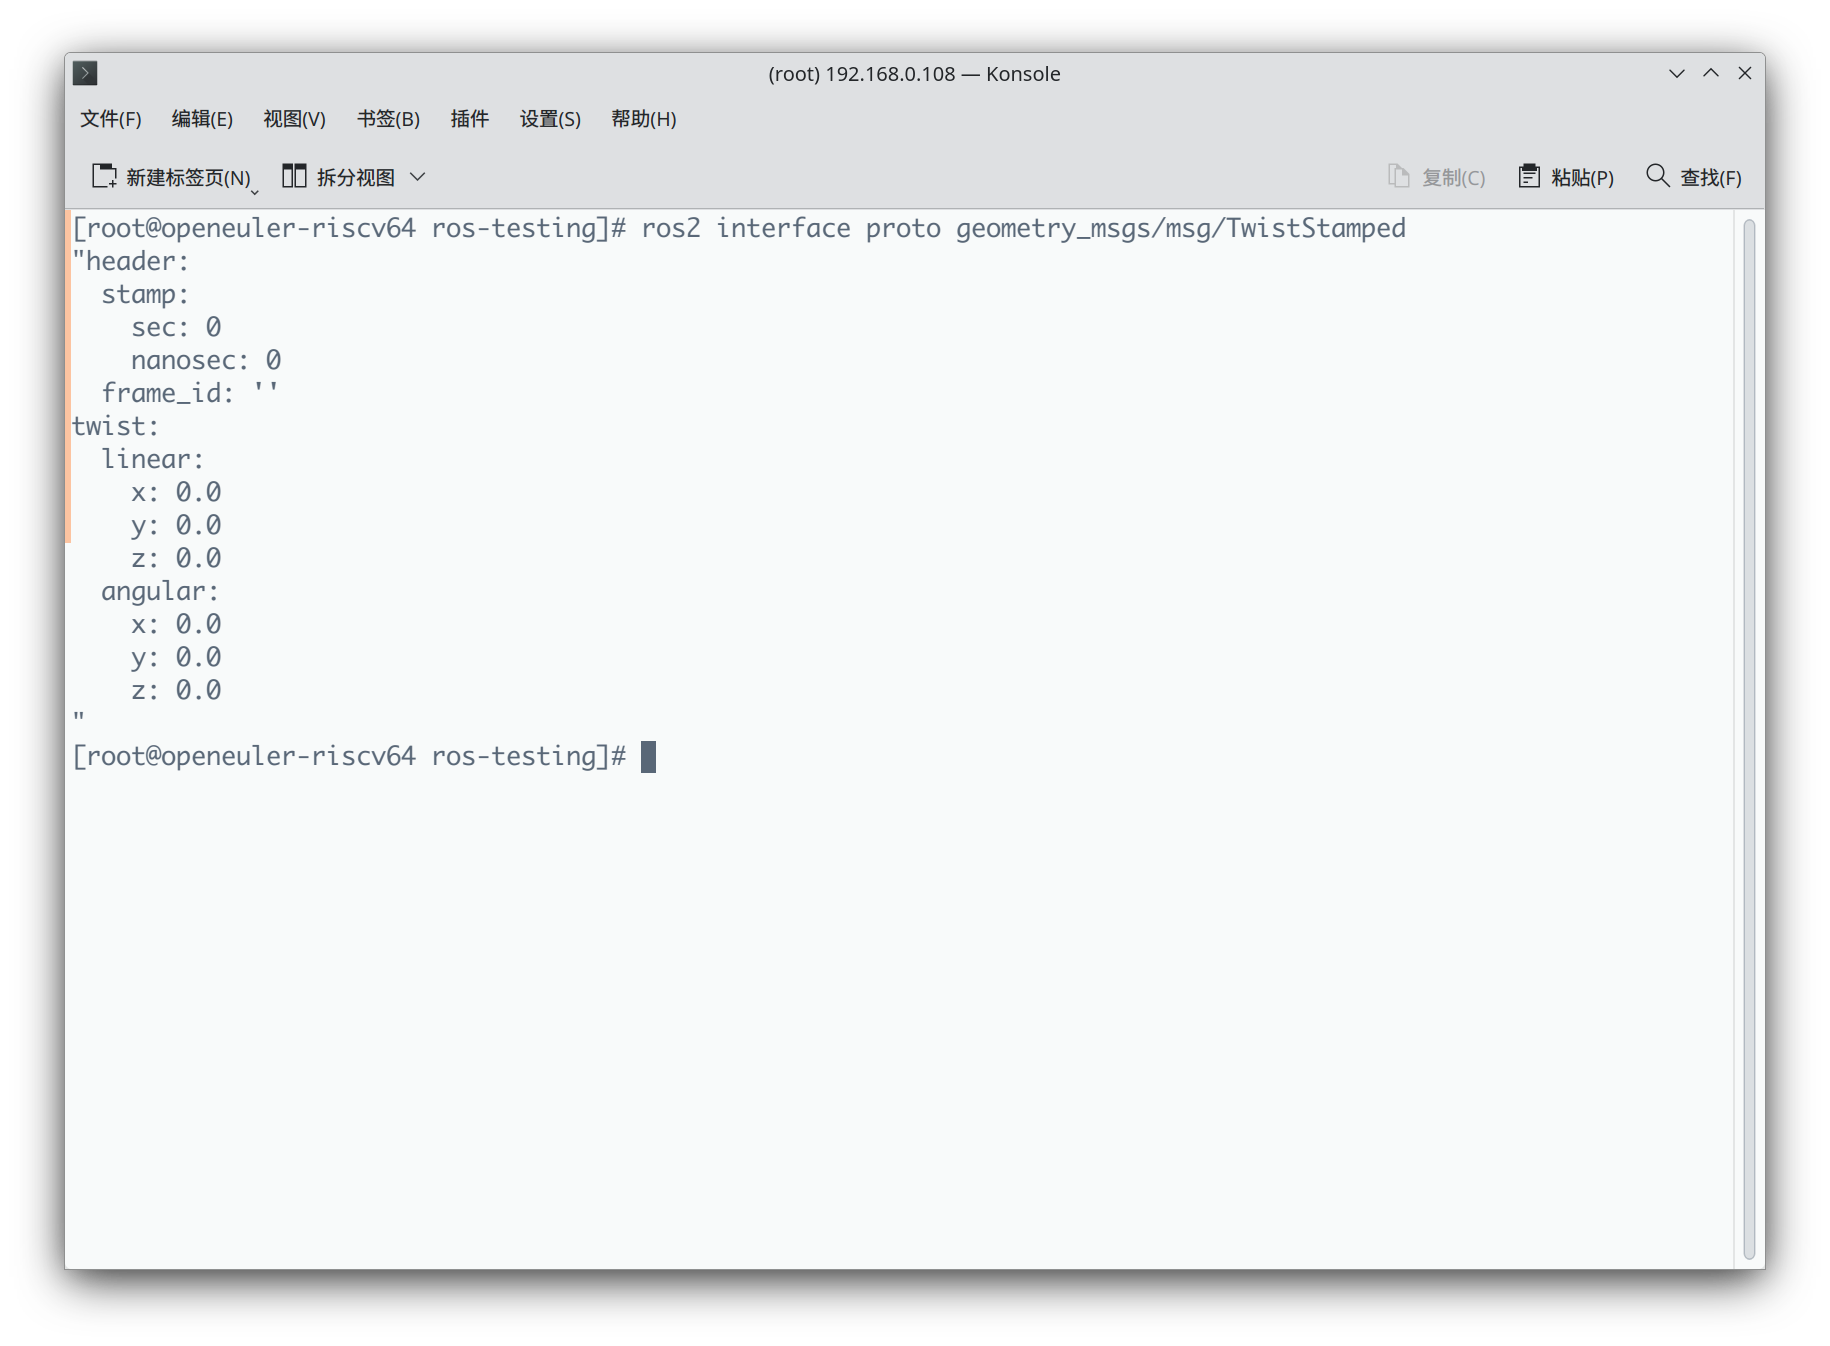 (root) 192.168.0.108 — Konsole
文件(F) 编辑(E) 视图(V) 书签(B) 插件 设置(S) 帮助(H)
新建标签页(N) 拆分视图 复制(C) 粘贴(P) 查找(F)
[root@openeuler-riscv64 ros-testing]# ros2 interface proto geometry_msgs/msg/TwistStamped
"header:
  stamp:
    sec: 0
    nanosec: 0
  frame_id: ''
twist:
  linear:
    x: 0.0
    y: 0.0
    z: 0.0
  angular:
    x: 0.0
    y: 0.0
    z: 0.0
"
[root@openeuler-riscv64 ros-testing]#